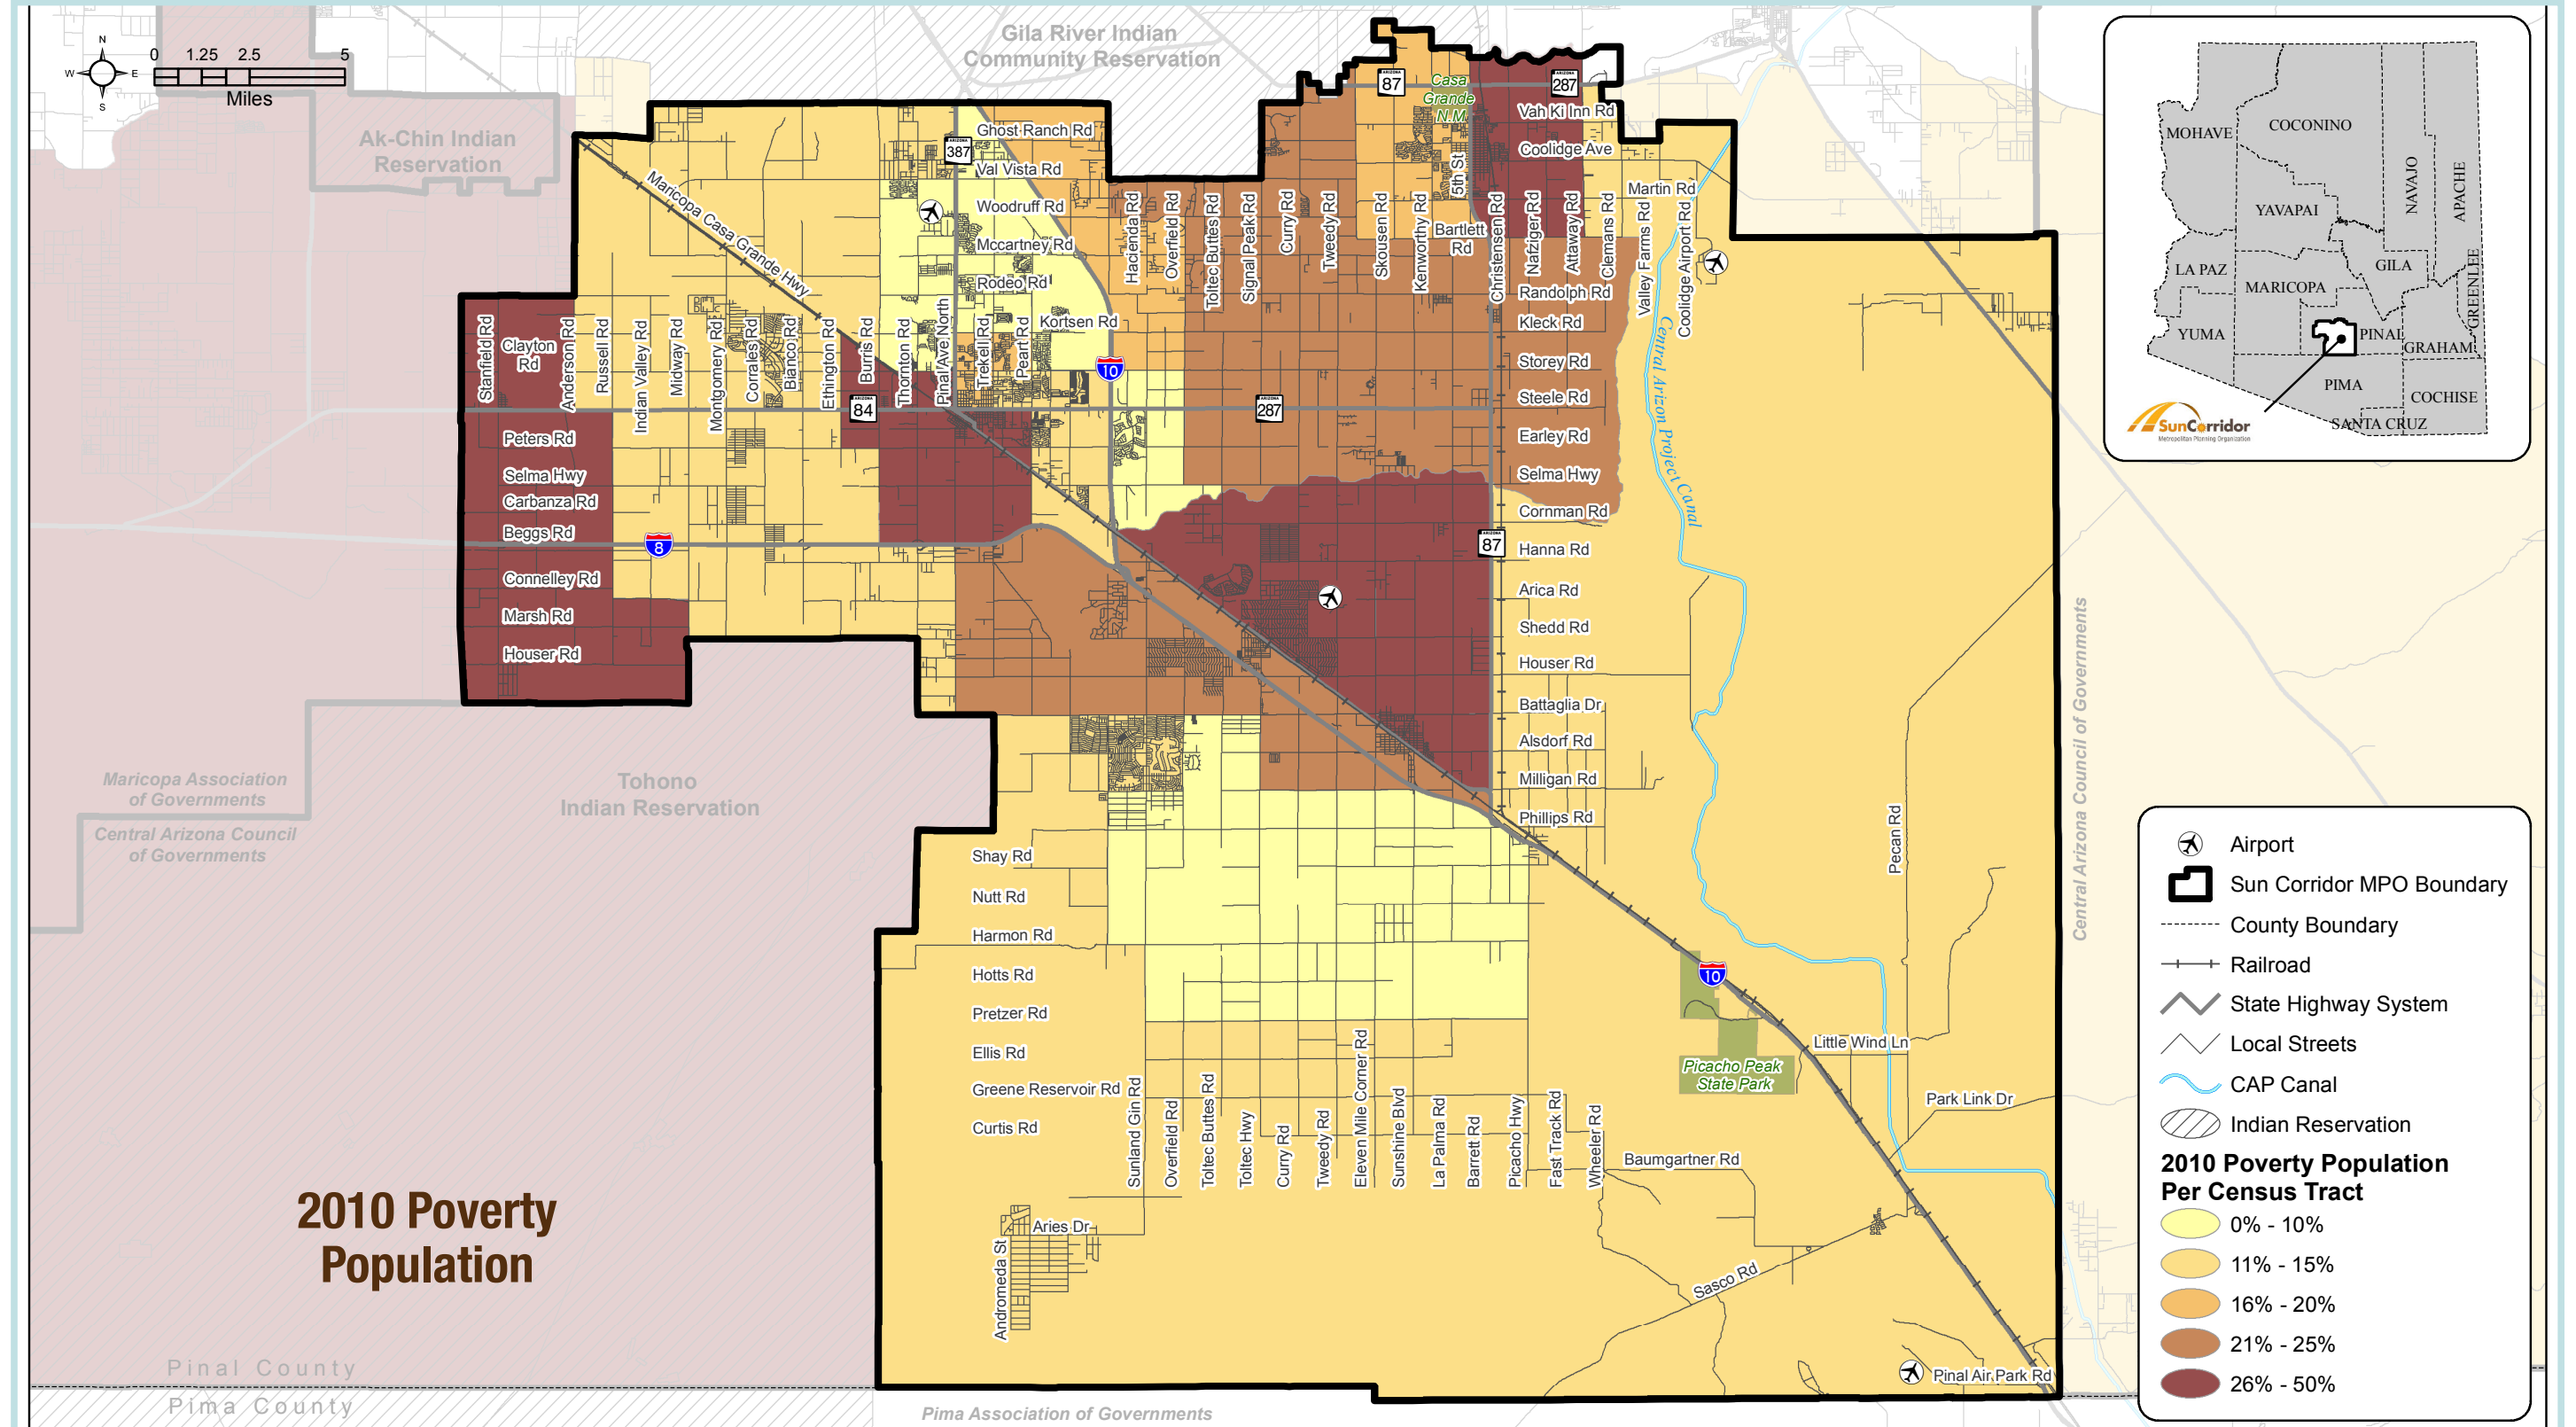 N
W
E
S
0 1.25 2.5 5
Miles
Gila River Indian
Community Reservation
Ak-Chin Indian
Reservation
Casa
Grande
N.M.
ARIZONA
87
ARIZONA
287
ARIZONA
387
Ghost Ranch Rd
Val Vista Rd
Woodruff Rd
Mccartney Rd
Rodeo Rd
Kortsen Rd
Maricopa Casa Grande Hwy
Vah Ki Inn Rd
Coolidge Ave
Martin Rd
5th St
Bartlett
Rd
Hacienda Rd
Overfield Rd
Toltec Buttes Rd
Signal Peak Rd
Curry Rd
Tweedy Rd
Skousen Rd
Kenworthy Rd
Christensen Rd
Nafziger Rd
Attaway Rd
Clemans Rd
Valley Farms Rd
Coolidge Airport Rd
Stanfield Rd
Clayton
Rd
Anderson Rd
Russell Rd
Indian Valley Rd
Midway Rd
Montgomery Rd
Corrales Rd
Bianco Rd
Ethington Rd
Burris Rd
Thornton Rd
Pinal Ave North
Trekell Rd
Peart Rd
10
ARIZONA
84
ARIZONA
287
Randolph Rd
Kleck Rd
Storey Rd
Steele Rd
Earley Rd
Selma Hwy
Cornman Rd
Hanna Rd
Arica Rd
Shedd Rd
Houser Rd
Battaglia Dr
Alsdorf Rd
Milligan Rd
Phillips Rd
Central Arizona Project Canal
Peters Rd
Selma Hwy
Carbanza Rd
Beggs Rd
Connelley Rd
Marsh Rd
Houser Rd
8
ARIZONA
87
Maricopa Association
of Governments
Central Arizona Council
of Governments
Tohono
Indian Reservation
Shay Rd
Nutt Rd
Harmon Rd
Hotts Rd
Pretzer Rd
Ellis Rd
Greene Reservoir Rd
Curtis Rd
Sunland Gin Rd
Overfield Rd
Toltec Buttes Rd
Toltec Hwy
Curry Rd
Tweedy Rd
Eleven Mile Corner Rd
Sunshine Blvd
La Palma Rd
Barrett Rd
Picacho Hwy
Fast Track Rd
Wheeler Rd
Pecan Rd
10
Picacho Peak
State Park
Little Wind Ln
Park Link Dr
Baumgartner Rd
Sasco Rd
Aries Dr
Andromeda St
Pinal Air Park Rd
Central Arizona Council of Governments
2010 Poverty
Population
Pinal County
Pima County
Pima Association of Governments
MOHAVE
COCONINO
NAVAJO
APACHE
YAVAPAI
LA PAZ
GILA
GREENLEE
MARICOPA
YUMA
PINAL
GRAHAM
PIMA
COCHISE
SANTA CRUZ
SunCorridor
Metropolitan Planning Organization
Airport
Sun Corridor MPO Boundary
County Boundary
Railroad
State Highway System
Local Streets
CAP Canal
Indian Reservation
2010 Poverty Population
Per Census Tract
0% - 10%
11% - 15%
16% - 20%
21% - 25%
26% - 50%